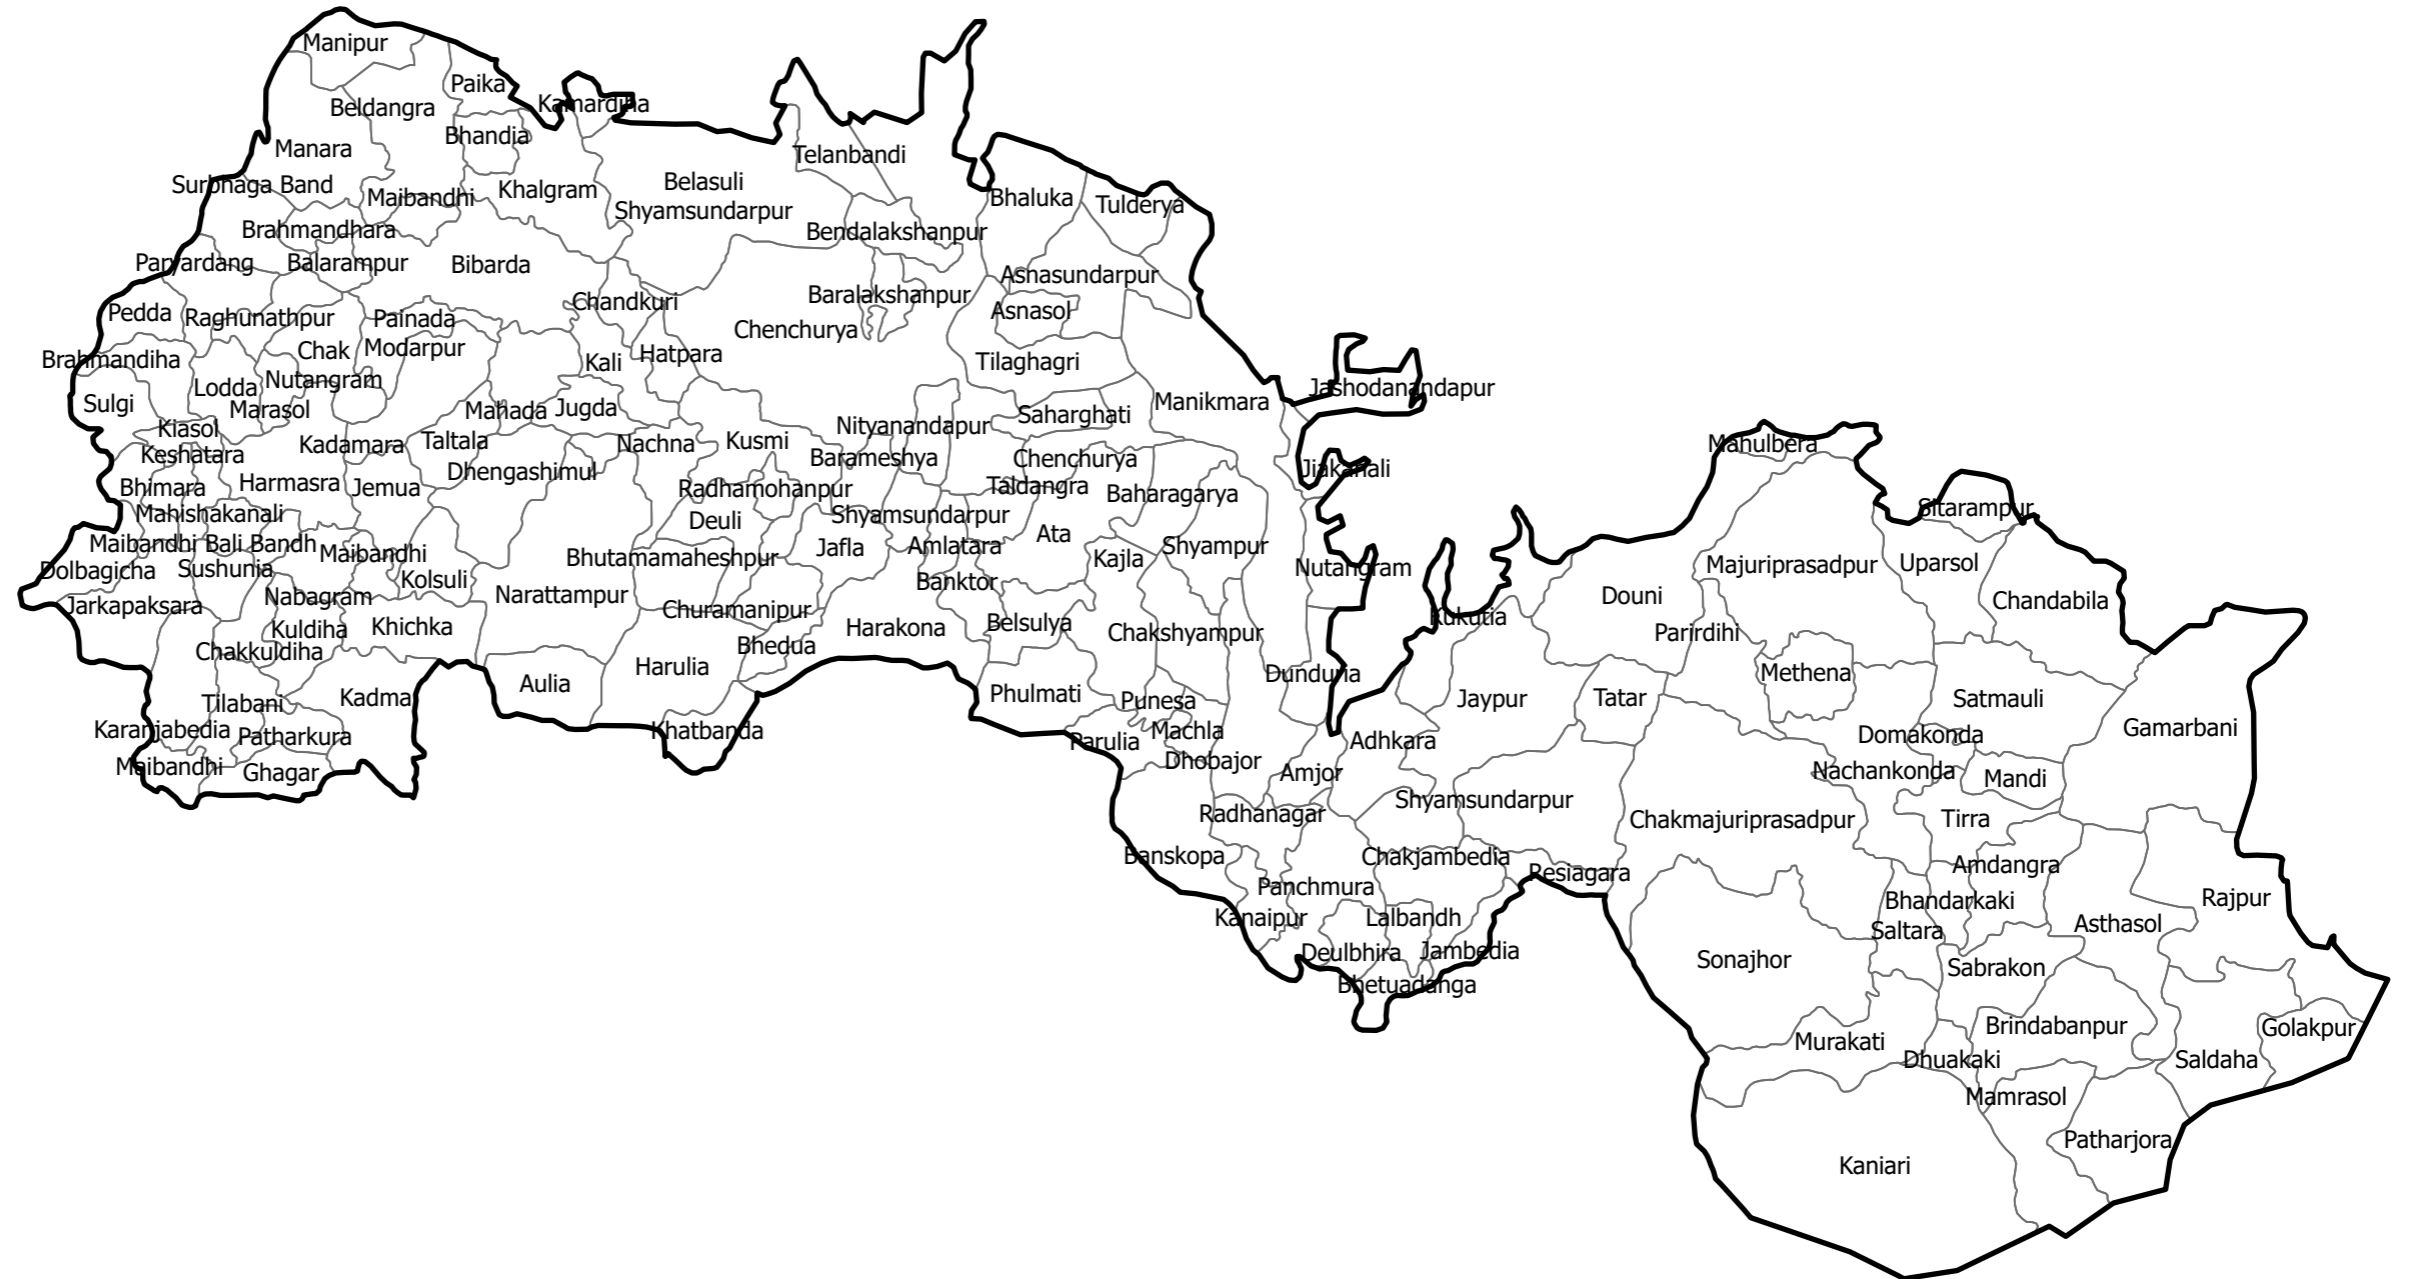 Manipur
Paika
Kamardiha
Beldangra
Bhandia
Manara
Telanbandi
Surbnaga Band
Maibandhi
Khalgram
Belasuli
Shyamsundarpur
Bhaluka
Tulderya
Brahmandhara
Bendalakshanpur
Paryardang
Balarampur
Bibarda
Asnasundarpur
Chandkuri
Baralakshanpur
Pedda
Raghunathpur
Painada
Asnasol
Chenchurya
Brahmandiha
Chak
Modarpur
Kali
Hatpara
Tilaghagri
Lodda
Nutangram
Jashodanandapur
Sulgi
Marasol
Mahada
Jugda
Manikmara
Saharghati
Kiasol
Nityanandapur
Kadamara
Taltala
Nachna
Kusmi
Mahulbera
Keshatara
Barameshya
Chenchurya
Jiakanali
Dhengashimul
Harmasra
Jemua
Bhimara
Radhamohanpur
Taldangra
Baharagarya
Mahishakanali
Deuli
Shyamsundarpur
Sitarampur
Ata
Maibandhi
Bali Bandh
Maibandhi
Jafla
Amlatara
Shyampur
Bhutamamaheshpur
Kajla
Dolbagicha
Sushunia
Nutangram
Majuriprasadpur
Uparsol
Kolsuli
Banktor
Jarkapaksara
Nabagram
Narattampur
Douni
Chandabila
Churamanipur
Kukutia
Kuldiha
Khichka
Harakona
Belsulya
Chakshyampur
Parirdihi
Chakkuldiha
Bhedua
Harulia
Dunduria
Methena
Aulia
Kadma
Phulmati
Punesa
Jaypur
Tatar
Satmauli
Tilabani
Karanjabedia
Patharkura
Khatbanda
Parulia
Machla
Adhkara
Domakonda
Gamarbani
Maibandhi
Ghagar
Dhobajor
Amjor
Nachankonda
Mandi
Radhanagar
Shyamsundarpur
Chakmajuriprasadpur
Tirra
Banskopa
Chakjambedia
Resiagara
Amdangra
Panchmura
Bhandarkaki
Rajpur
Kanaipur
Lalbandh
Saltara
Asthasol
Deulbhira
Jambedia
Sonajhor
Sabrakon
Bhetuadanga
Brindabanpur
Golakpur
Murakati
Dhuakaki
Saldaha
Mamrasol
Patharjora
Kaniari